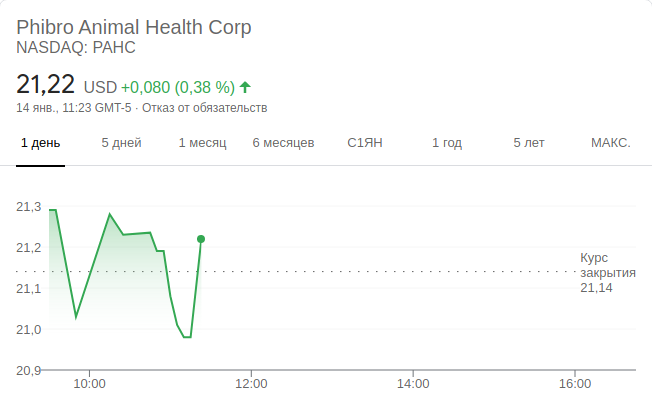 Phibro Animal Health Corp
NASDAQ: PAHC
21,22 USD +0,080 (0,38 %)
14 янв., 11:23 GMT-5 · Отказ от обязательств
1 день 5 дней 1 месяц 6 месяцев С1ЯН 1 год 5 лет МАКС.
21,3
21,2
Курс
закрытия
21,14
21,1
21,0
20,9
10:00 12:00 14:00 16:00